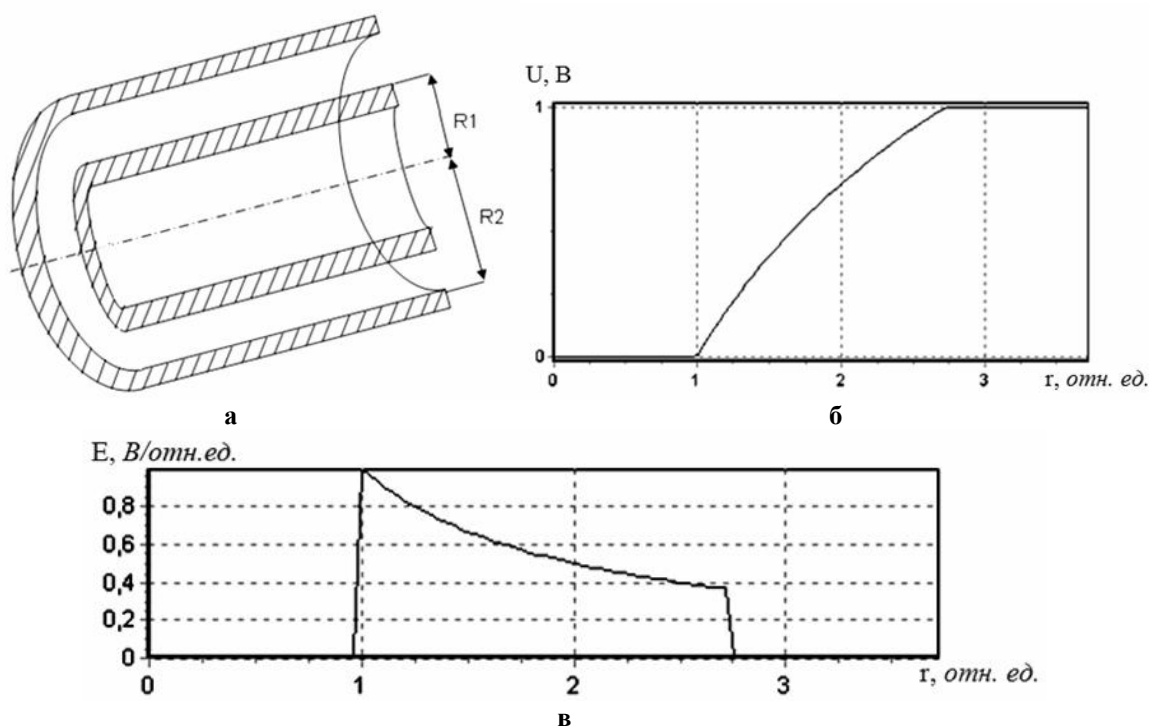 R1
R2
а
U, В
1
0
0 1 2 3
r, отн. ед.
б
E, В/отн.ед.
0,8
0,6
0,4
0,2
0
0 1 2 3
r, отн. ед.
в